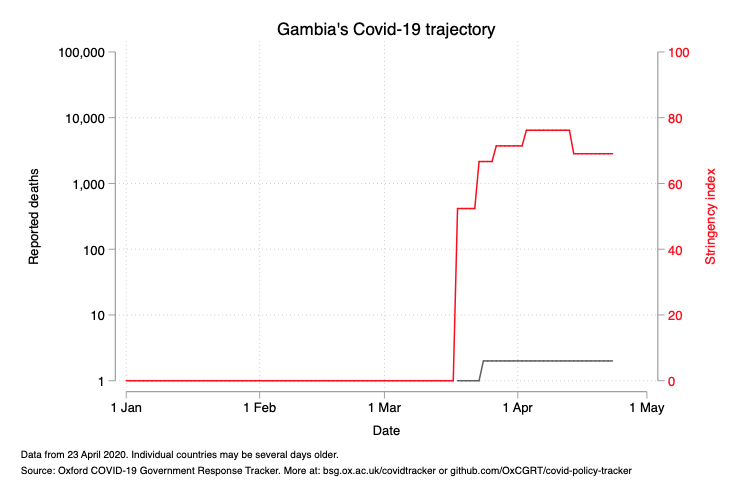 Gambia's Covid-19 trajectory
100,000
10,000
1,000
100
10
1
Reported deaths
100
80
60
40
20
0
Stringency index
1 Jan
1 Feb
1 Mar
1 Apr
1 May
Date
Data from 23 April 2020. Individual countries may be several days older.
Source: Oxford COVID-19 Government Response Tracker. More at: bsg.ox.ac.uk/covidtracker or github.com/OxCGRT/covid-policy-tracker